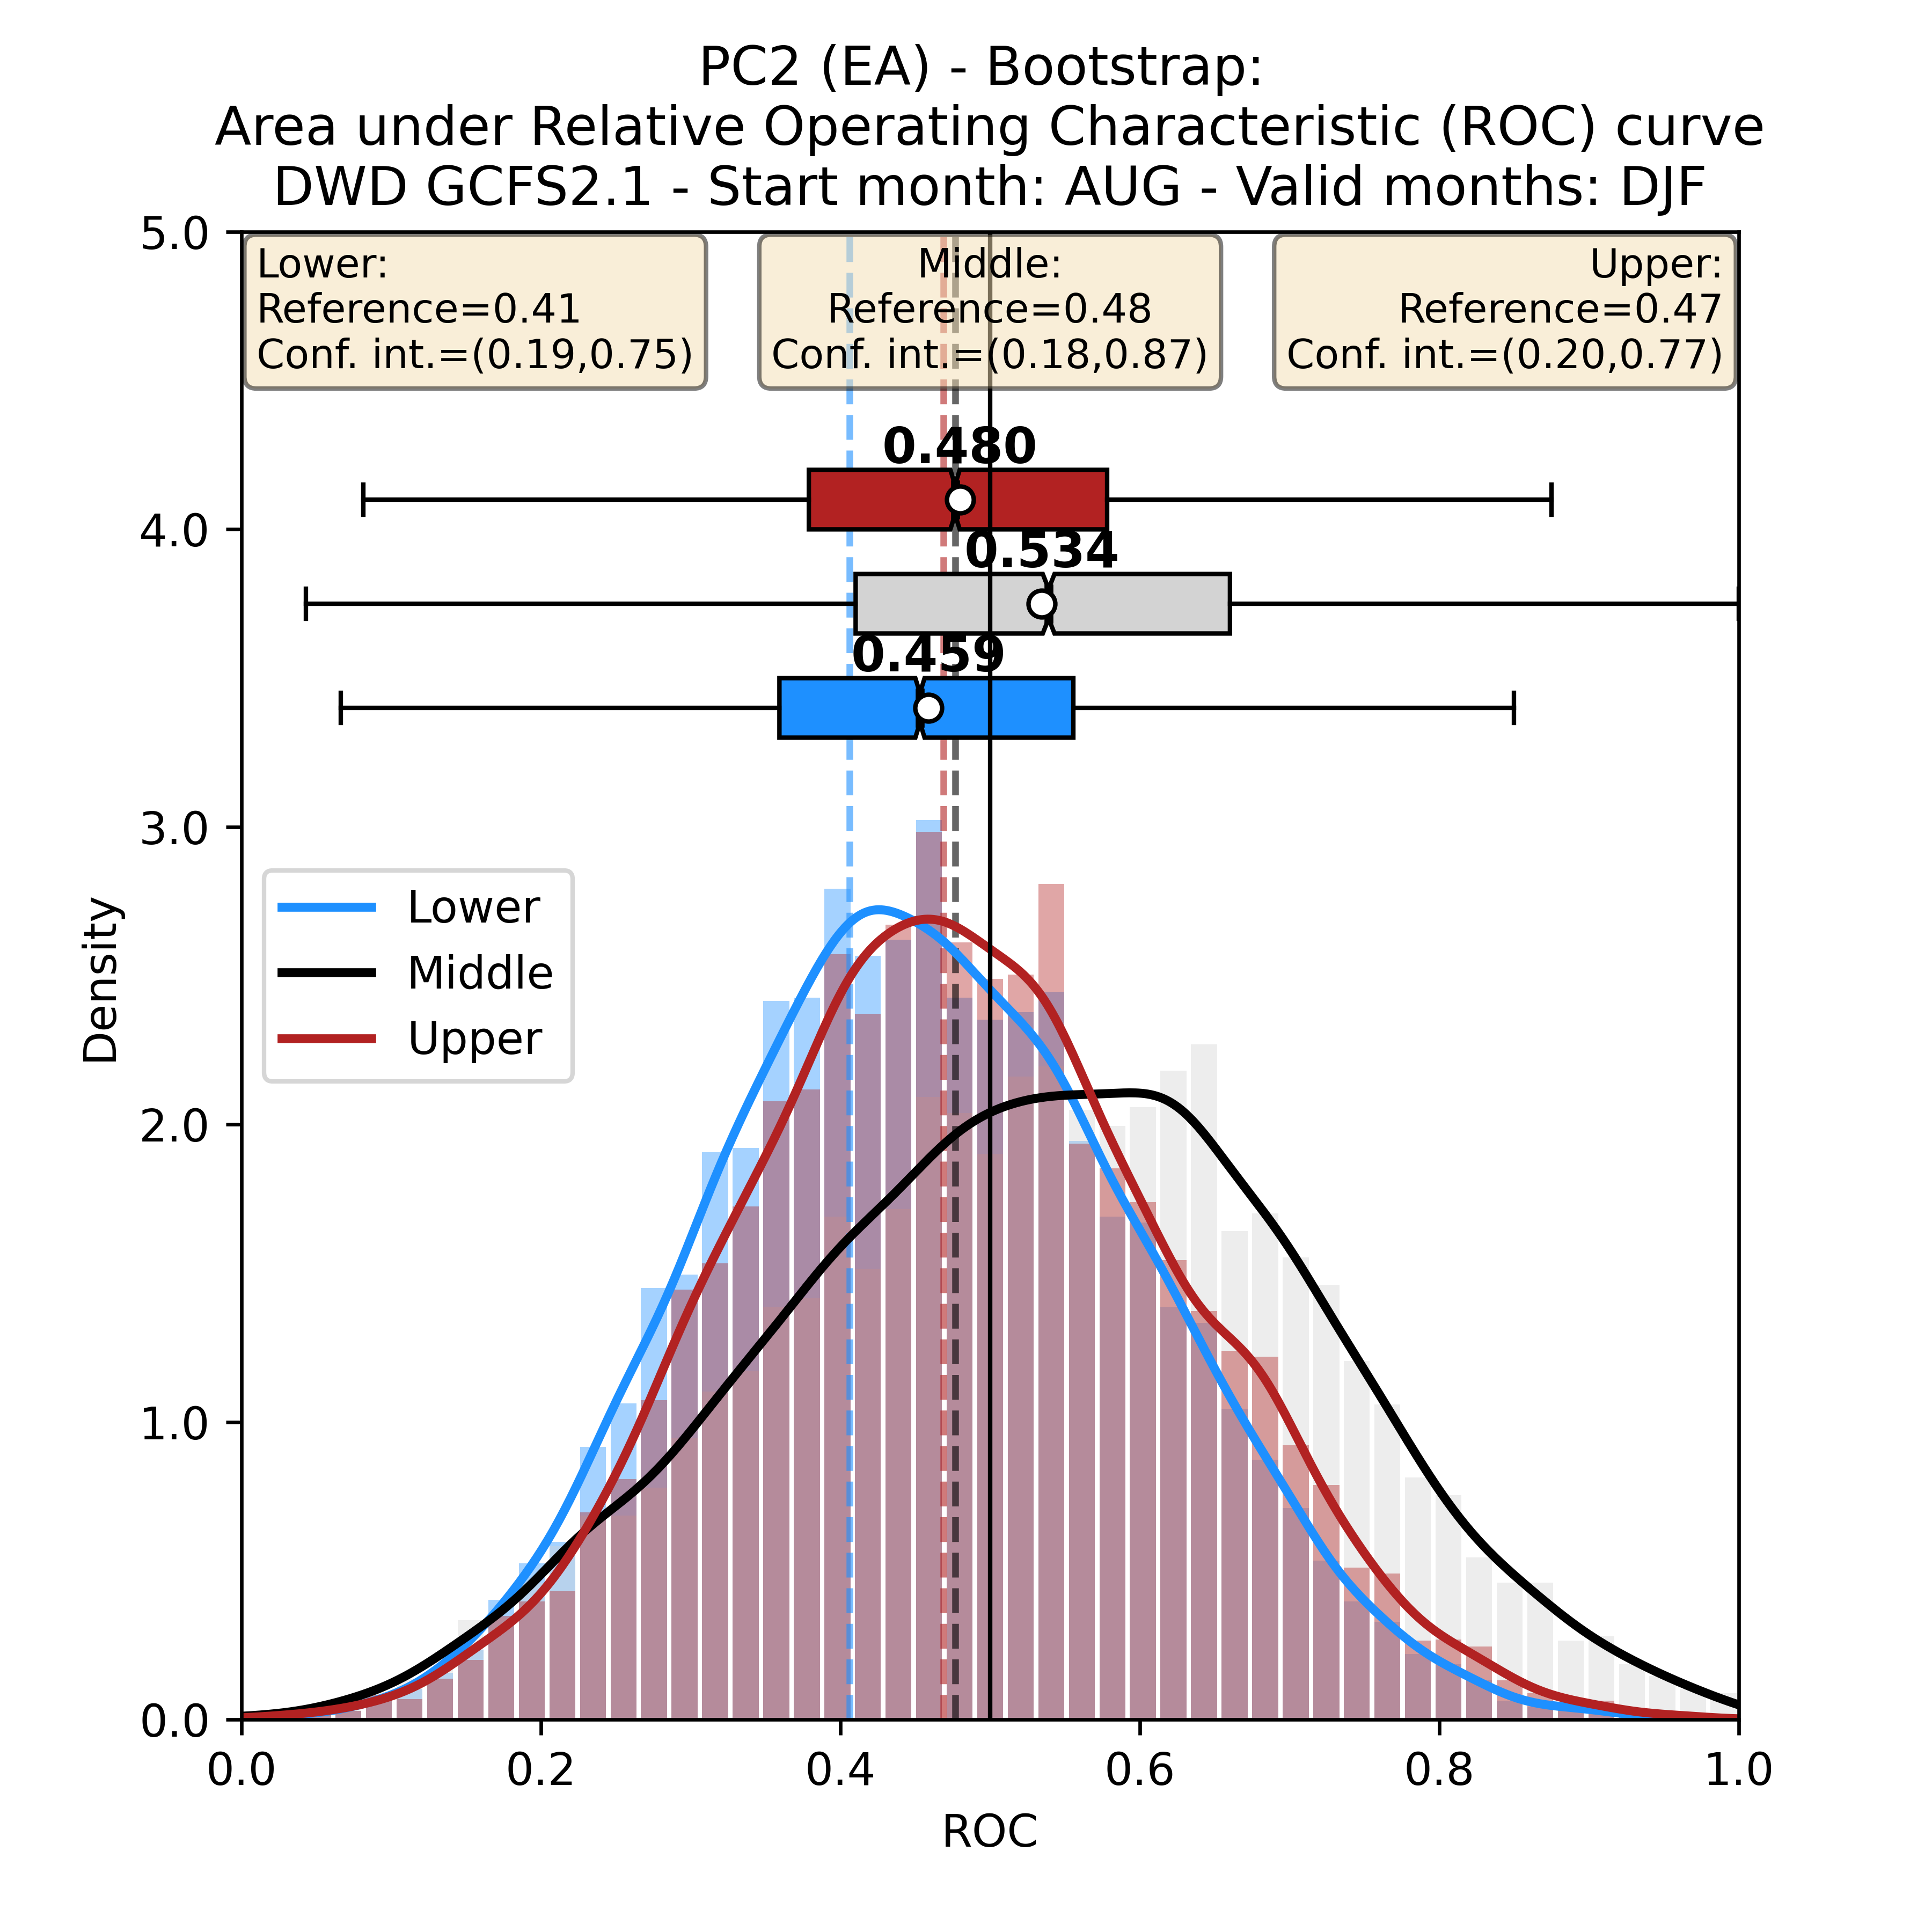 PC2 (EA) - Bootstrap:
Area under Relative Operating Characteristic (ROC) curve
DWD GCFS2.1 - Start month: AUG - Valid months: DJF
Lower:
Reference=0.41
Conf. int.=(0.19,0.75)
Middle:
Reference=0.48
Conf. int.=(0.18,0.87)
Upper:
Reference=0.47
Conf. int.=(0.20,0.77)
0.480
0.534
0.459
5.0
4.0
3.0
2.0
1.0
0.0
Density
Lower
Middle
Upper
0.0
0.2
0.4
0.6
0.8
1.0
ROC